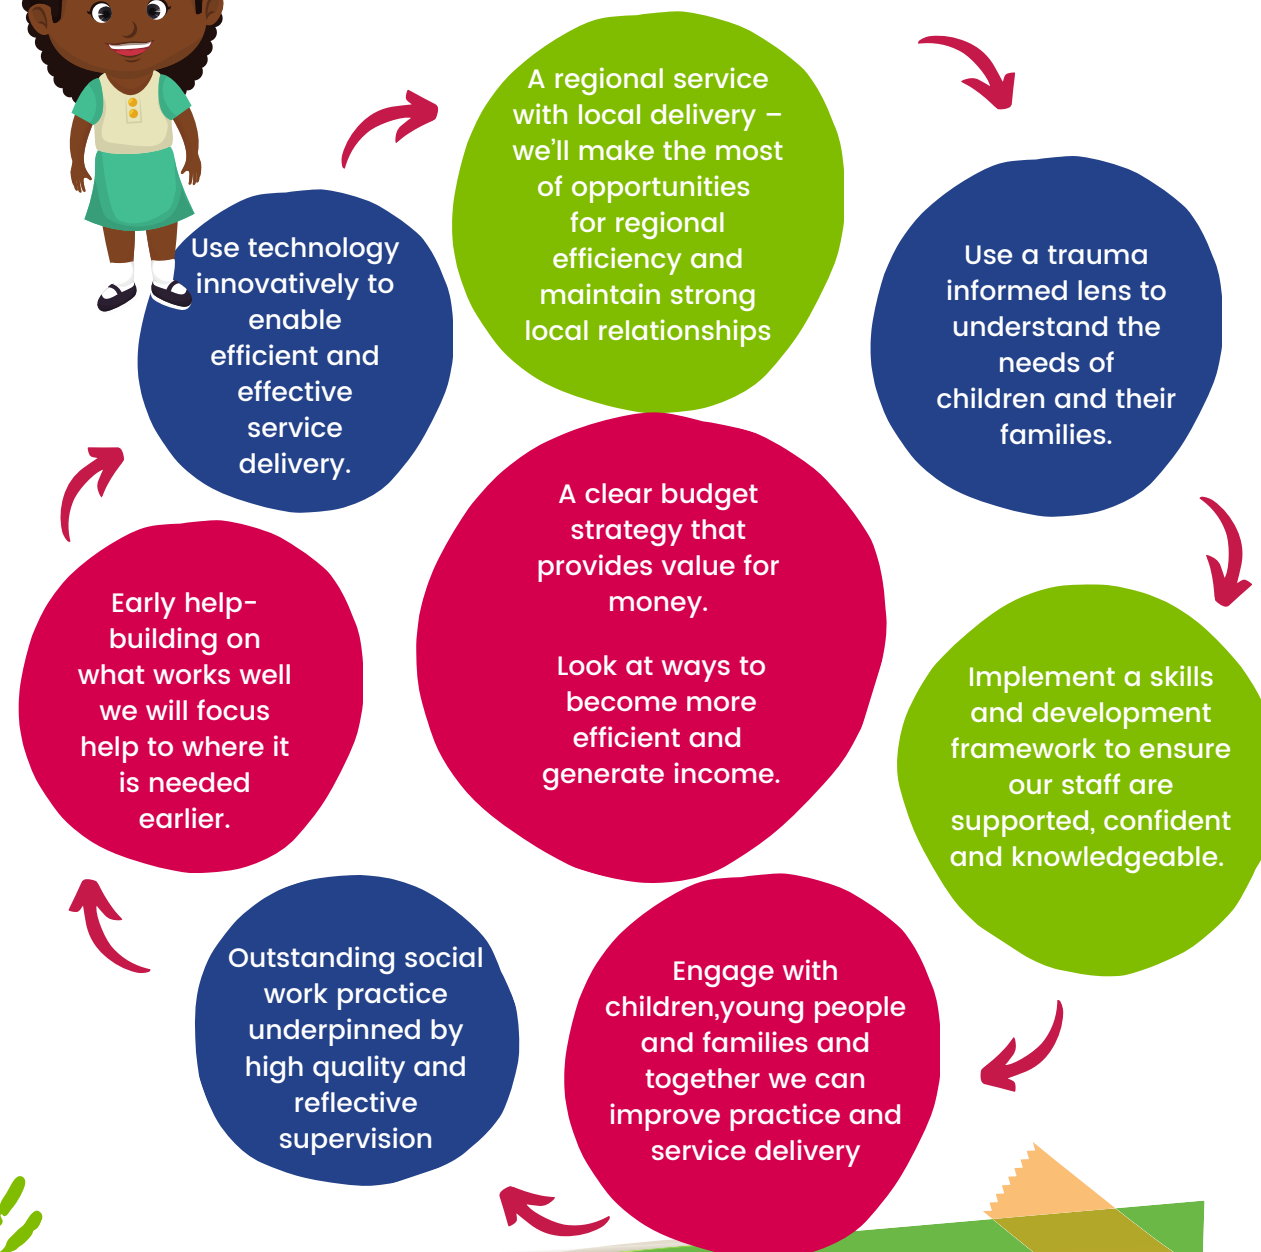 A regional service
with local delivery –
we'll make the most
of opportunities
for regional
efficiency and
maintain strong
local relationships
Use a trauma
informed lens to
understand the
needs of
children and their
families.
Implement a skills
and development
framework to ensure
our staff are
supported, confident
and knowledgeable.
Engage with
children,young people
and families and
together we can
improve practice and
service delivery
Outstanding social
work practice
underpinned by
high quality and
reflective
supervision
Early help-
building on
what works well
we will focus
help to where it
is needed
earlier.
Use technology
innovatively to
enable
efficient and
effective
service
delivery.
A clear budget
strategy that
provides value for
money.
Look at ways to
become more
efficient and
generate income.